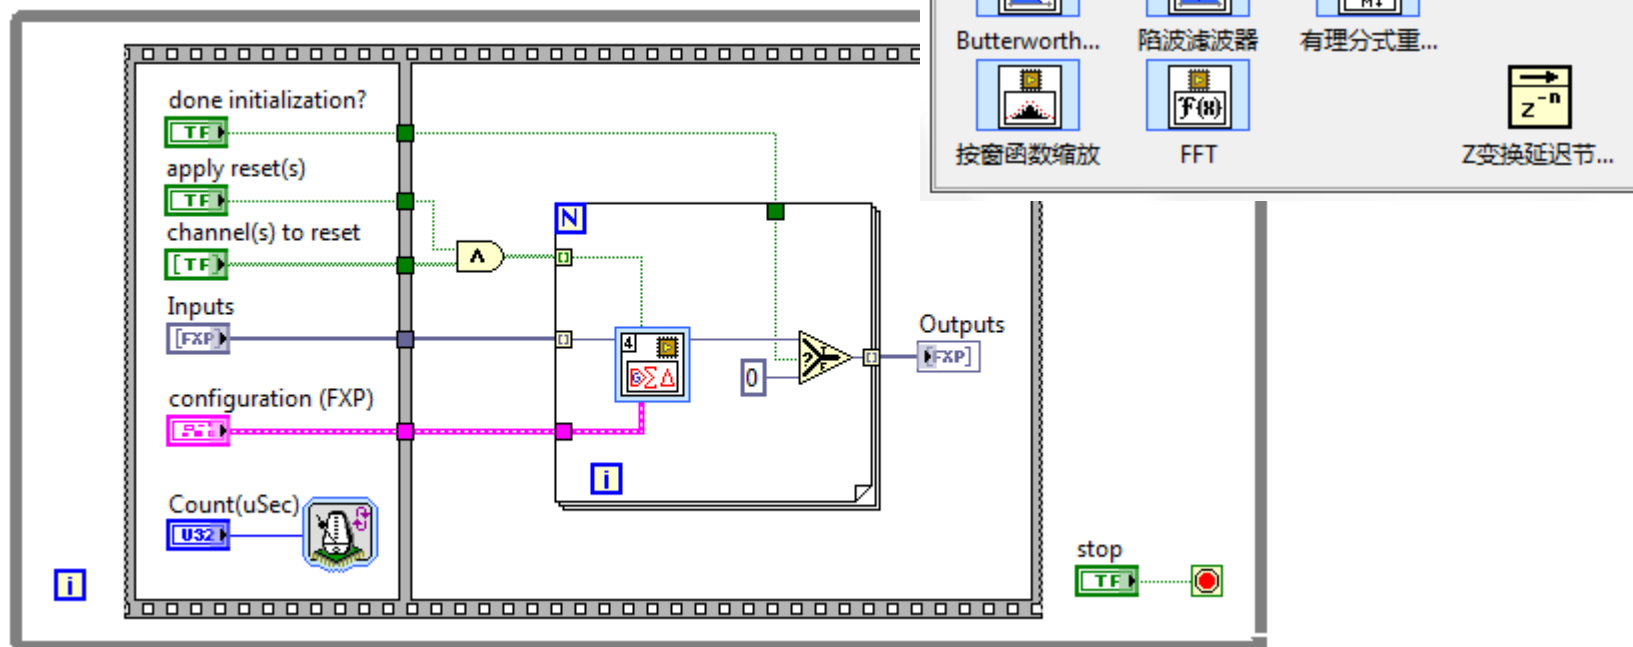 Butterworth...
陷波滤波器
有理分式重...
z⁻ⁿ
ℱ(x)
按窗函数缩放
FFT
Z变换延迟节...
done initialization?
TF
apply reset(s)
TF
channel(s) to reset
[TF]
N
Inputs
[FXP]
4
Outputs
[FXP]
0
configuration (FXP)
i
Count(uSec)
U32
stop
TF
i